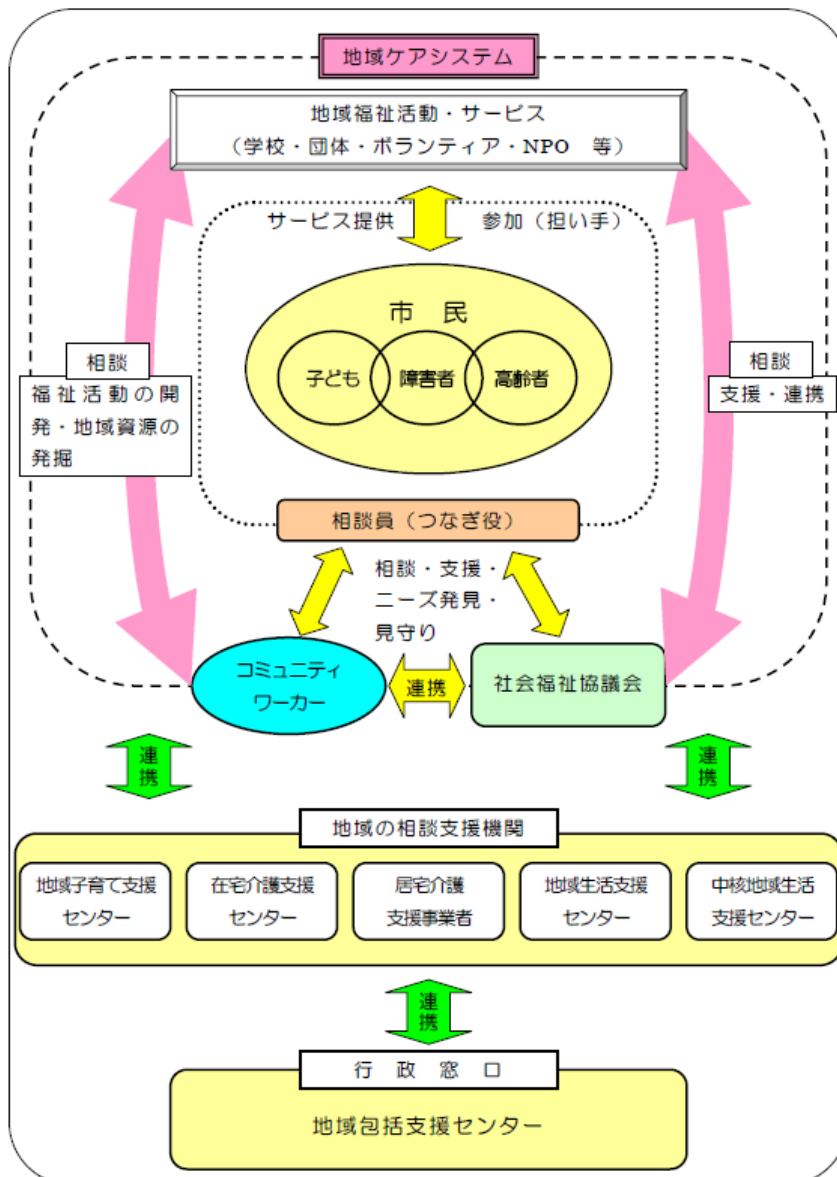 地域ケアシステム
地域福祉活動・サービス
（学校・団体・ボランティア・NPO　等）
サービス提供
参加（担い手）
市　民
子ども
障害者
高齢者
相談
福祉活動の開
発・地域資源の
発掘
相談
支援・連携
相談員（つなぎ役）
相談・支援・
ニーズ発見・
見守り
コミュニティ
ワーカー
連携
社会福祉協議会
連携
連携
地域の相談支援機関
地域子育て支援
センター
在宅介護支援
センター
居宅介護
支援事業者
地域生活支援
センター
中核地域生活
支援センター
連携
行　政　窓　口
地域包括支援センター